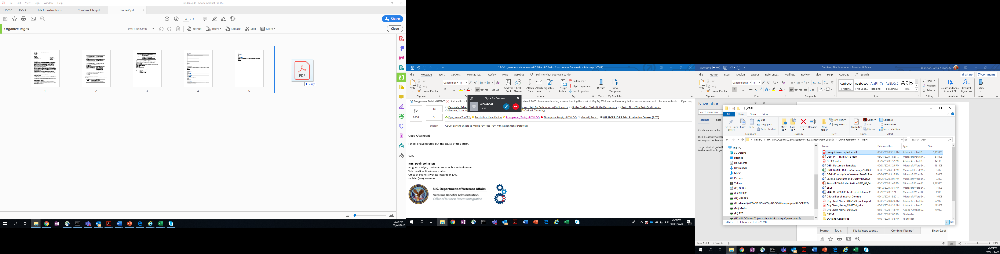 File Edit View Sign Window Help
Binder2.pdf - Adobe Acrobat Pro DC
Home Tools File fix instructions.... Combine Files.pdf Binder2.pdf
2 / 5
Share
Organize Pages
Enter Page Range
Extract Insert Replace Split More
Close
PDF
Copy
1 2 3 4 5
2:29 PM
07/01/2020
CBCM system unable to merge PDF files (PDF with Attachments Detected) - Message (HTML)
File Message Insert Options Format Text Review Help Acrobat Tell me what you want to do
Paste
Cut
Copy
Format Painter
Clipboard
Calibri (Bo 11
B I U
Address Book
Check Names
Attach File
Attach Item
Signature
Include
Assign Policy
Follow Up
High Importance
Low Importance
Tags
Dictate
Voice
View Templates
My Templates
Skype for Business
6186044341
29:33
Bruggeman, Todd, VBAVACO : Automatic reply
mber 8, 2020. I am also attending a virutal training the week of May 26, 2020, and will have very limited access to email and collaborative tools. If you req...
Send
To
Deangelis, Rebec
nson, Seth D <Seth.Johnson@gdit.com>; Butler, Shelly <Shelly.Butler@csra.com>; Barto, Tim <Tim.Barto@gdit.com>;
Bennett, Scott W
Caddell, Tymothy;
Cc
Dyer, Kevin T. (CPS); Rossikhina, Irina (Evoke); Bruggeman, Todd, VBAVACO; Thompson, Hugh, VBAVACO; Macneil, Rosa I. ; OIT ITOPS IO PS Print Production Control (AITC)
Subject CBCM system unable to merge PDF files (PDF with Attachments Detected)
Good Afternoon!
I think I have figured out the cause of this error.
V/R,
Mrs. Devin Johnston
Program Analyst, Outbound Services & Standardization
Veterans Benefits Administration
Office of Business Process Integration (20C)
Mobile: (609) 254-2599
U.S. Department of Veterans Affairs
Veterans Benefits Administration
Office of Business Process Integration
2:29 PM
07/01/2020
AutoSave Off
Combing Files in Adobe - Saved to U: Drive
Johnston, Devin VBAVACO
File Home Insert Design Layout References Mailings Review View Help Acrobat Search
Share Comments
Paste
Cut
Copy
Format Painter
Clipboard
Calibri (Body) 11
Font
Paragraph
AaBbCcDc AaBbCcDc AaBbCc AaBbCcC AaB
¶ Normal ¶ No Spac... Heading 1 Heading 2 Title
Styles
Find
Replace
Select
Editing
Create and Share Adobe PDF
Request Signatures
Adobe Acrobat
Dictate
Voice
Navigation
Search document
Headings Pages
Create an interactive o
It's a great way to keep
move your content aro
To get started, go to th
to the headings in you
_OBPI
File Home Share View
Pin to Quick access
Copy
Paste
Cut
Copy path
Paste shortcut
Clipboard
Move to
Copy to
Delete
Rename
Organize
New folder
New item
Easy access
New
Properties
Open
Edit
History
Open
Select all
Select none
Invert selection
Select
This PC > (U:) VBACOJohnsD2 (\\vacohsm01.dva.va.gov\vaco_users$) > Devin_Johnston > _OBPI
Search _OBPI
This PC
3D Objects
Desktop
Documents
Downloads
Music
Pictures
Videos
(C:) OSDisk
(F:) PUBLIC
(G:) VBAPPS
(H:) shared (\\VBA.VA.GOV\CO\VBACO\Workgroups\VBACOFPC2)
(M:) Media
(P:) PST
(U:) VBACOJohnsD2 (\\vacohsm01.dva.va.gov\vaco_users$)
Name Date modified Type Size
userguide-encrypted email 06/25/2020 9:11 AM Adobe Acrobat D... 6,413 KB
OBPI_PPT_TEMPLATE_NEW 06/24/2020 11:27 ... Microsoft PowerP... 518 KB
OF 306 notes 06/16/2020 1:52 PM Adobe Acrobat D... 141 KB
OBPI_Document Template 06/03/2020 3:29 PM Microsoft Word D... 191 KB
GDIT_ICMHS_DeliverySummary.20200601 06/01/2020 4:13 PM Microsoft Excel W... 13 KB
CG-LMA Analysis -- Veterans Benefit Pro... 05/26/2020 5:16 PM Microsoft Word D... 39 KB
Second signatures and Quality Reviews 05/26/2020 3:01 PM Microsoft Word D... 32 KB
PA and FOIA Modernization 2020_05_14 ... 05/15/2020 1:40 PM Microsoft PowerP... 2,429 KB
BLUF 05/12/2020 3:51 PM Microsoft Word D... 14 KB
VBACO FY2020 Critical List of Internal Co... 05/12/2020 12:21 ... Microsoft Word D... 69 KB
Critical List of Internal Controls 05/12/2020 12:20 ... Microsoft Word D... 16 KB
Org Chart_Name_04062020_print_report 05/05/2020 8:20 AM Adobe Acrobat D... 729 KB
Org Chart_Name_04062020_print 05/05/2020 8:20 AM Adobe Acrobat D... 483 KB
Org Chart_Name_04062020 05/01/2020 1:43 PM Adobe Acrobat D... 499 KB
CBCM 07/01/2020 2:07 PM File folder
SAH and Condo File 07/01/2020 1:58 PM File folder
20 items 1 item selected 6.26 MB
Home Tools File fix instructions.... Combine Files.pdf Binder2.pdf
Page 1 of 1 47 words
100%
2:29 PM
07/01/2020